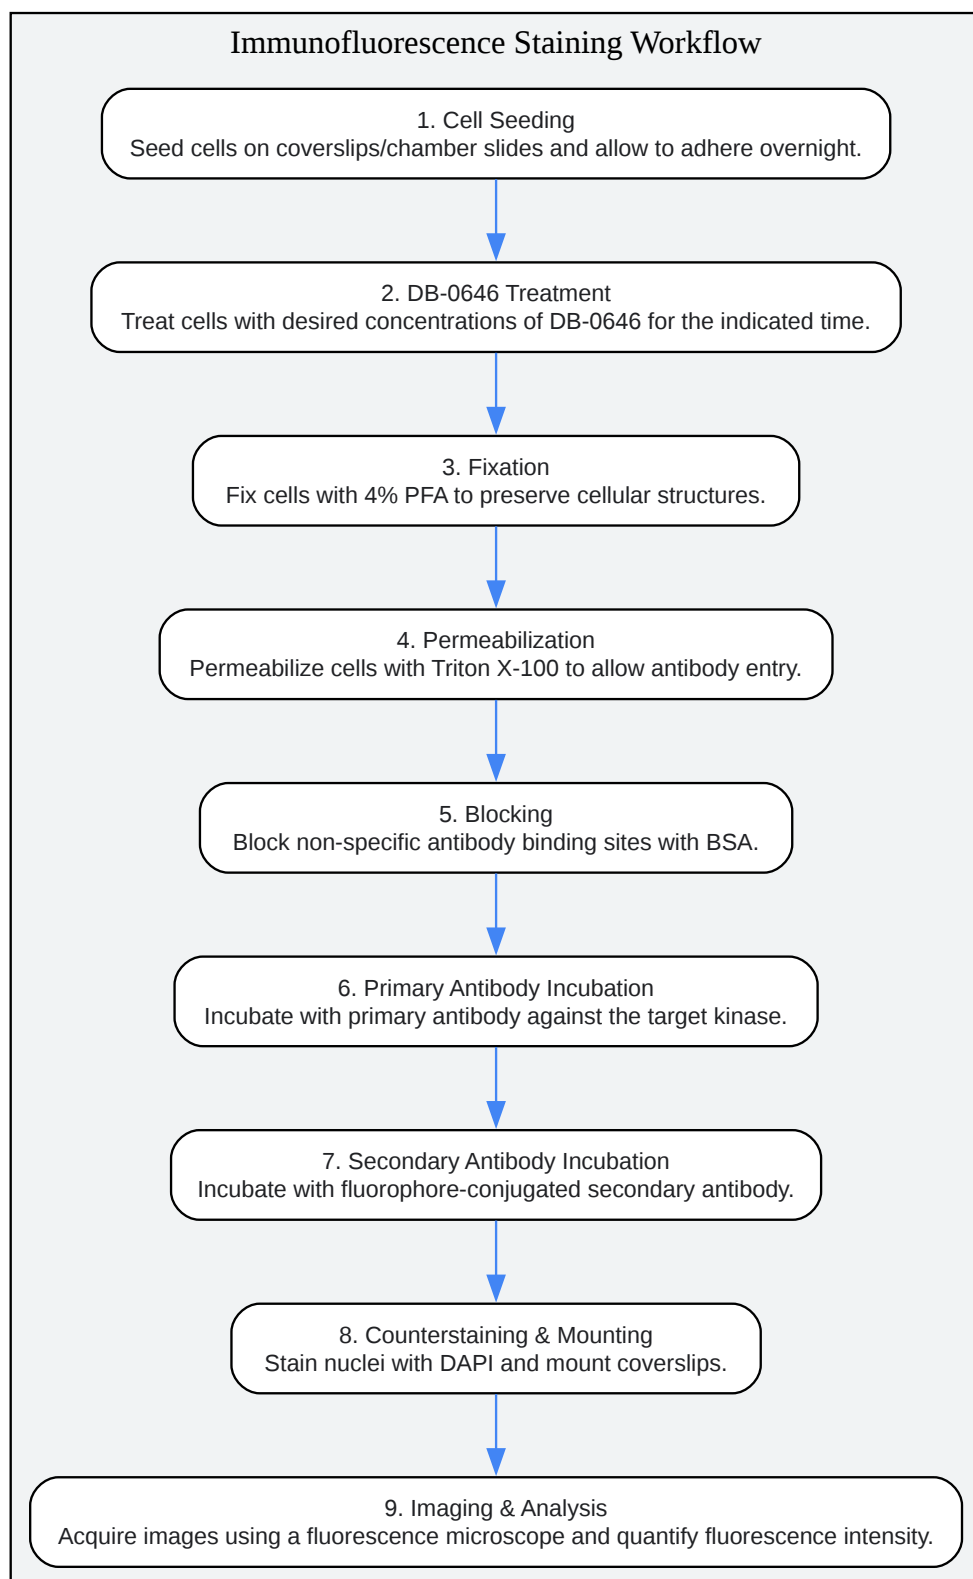 Immunofluorescence Staining Workflow
1. Cell Seeding
Seed cells on coverslips/chamber slides and allow to adhere overnight.
2. DB-0646 Treatment
Treat cells with desired concentrations of DB-0646 for the indicated time.
3. Fixation
Fix cells with 4% PFA to preserve cellular structures.
4. Permeabilization
Permeabilize cells with Triton X-100 to allow antibody entry.
5. Blocking
Block non-specific antibody binding sites with BSA.
6. Primary Antibody Incubation
Incubate with primary antibody against the target kinase.
7. Secondary Antibody Incubation
Incubate with fluorophore-conjugated secondary antibody.
8. Counterstaining & Mounting
Stain nuclei with DAPI and mount coverslips.
9. Imaging & Analysis
Acquire images using a fluorescence microscope and quantify fluorescence intensity.